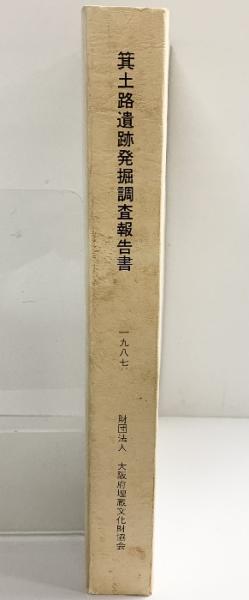 箕土路遺跡発掘調査報告書
一九八七
財団法人 大阪府埋蔵文化財協会